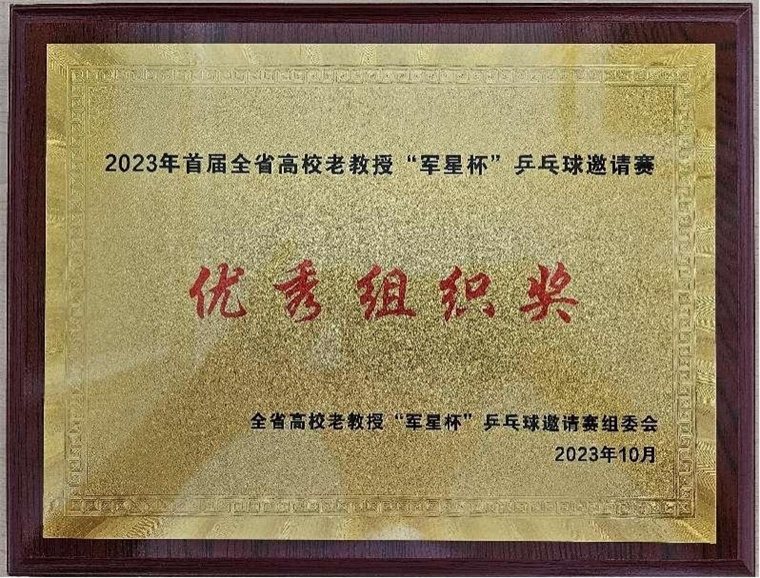 2023年首届全省高校老教授“军星杯”乒乓球邀请赛
优秀组织奖
全省高校老教授“军星杯”乒乓球邀请赛组委会
2023年10月